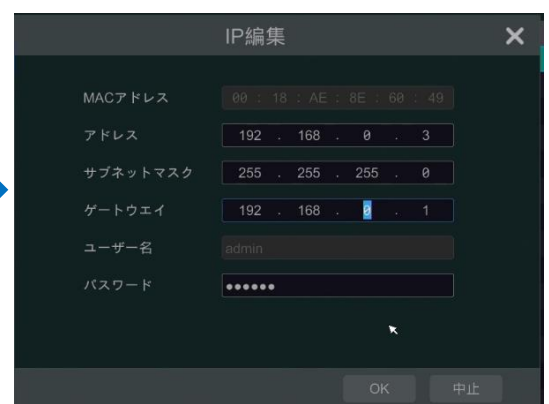 IP編集
MACアドレス 00 : 18 : AE : 8E : 60 : 49
アドレス 192 . 168 . 0 . 3
サブネットマスク 255 . 255 . 255 . 0
ゲートウエイ 192 . 168 . 0 . 1
ユーザー名 admin
パスワード ●●●●●●
OK 中止